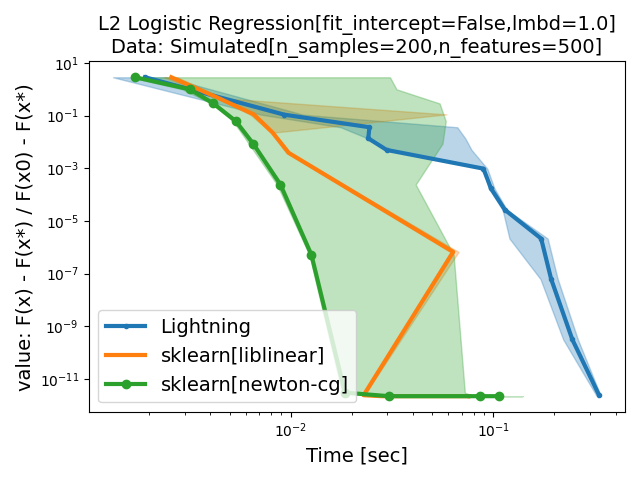 L2 Logistic Regression[fit_intercept=False,lmbd=1.0]
Data: Simulated[n_samples=200,n_features=500]
value: F(x) - F(x*) / F(x0) - F(x*)
10¹
10⁻¹
10⁻³
10⁻⁵
10⁻⁷
10⁻⁹
10⁻¹¹
Lightning
sklearn[liblinear]
sklearn[newton-cg]
10⁻²
10⁻¹
Time [sec]